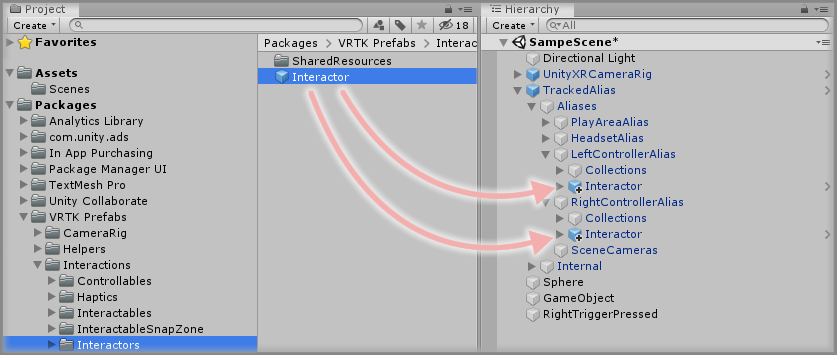 Project
Create
18
Favorites
Assets
Scenes
Packages
Analytics Library
com.unity.ads
In App Purchasing
Package Manager UI
TextMesh Pro
Unity Collaborate
VRTK Prefabs
CameraRig
Helpers
Interactions
Controllables
Haptics
Interactables
InteractableSnapZone
Interactors
Packages > VRTK Prefabs > Interac
SharedResources
Interactor
Hierarchy
Create
All
SampeScene*
Directional Light
UnityXRCameraRig
TrackedAlias
Aliases
PlayAreaAlias
HeadsetAlias
LeftControllerAlias
Collections
Interactor
RightControllerAlias
Collections
Interactor
SceneCameras
Internal
Sphere
GameObject
RightTriggerPressed